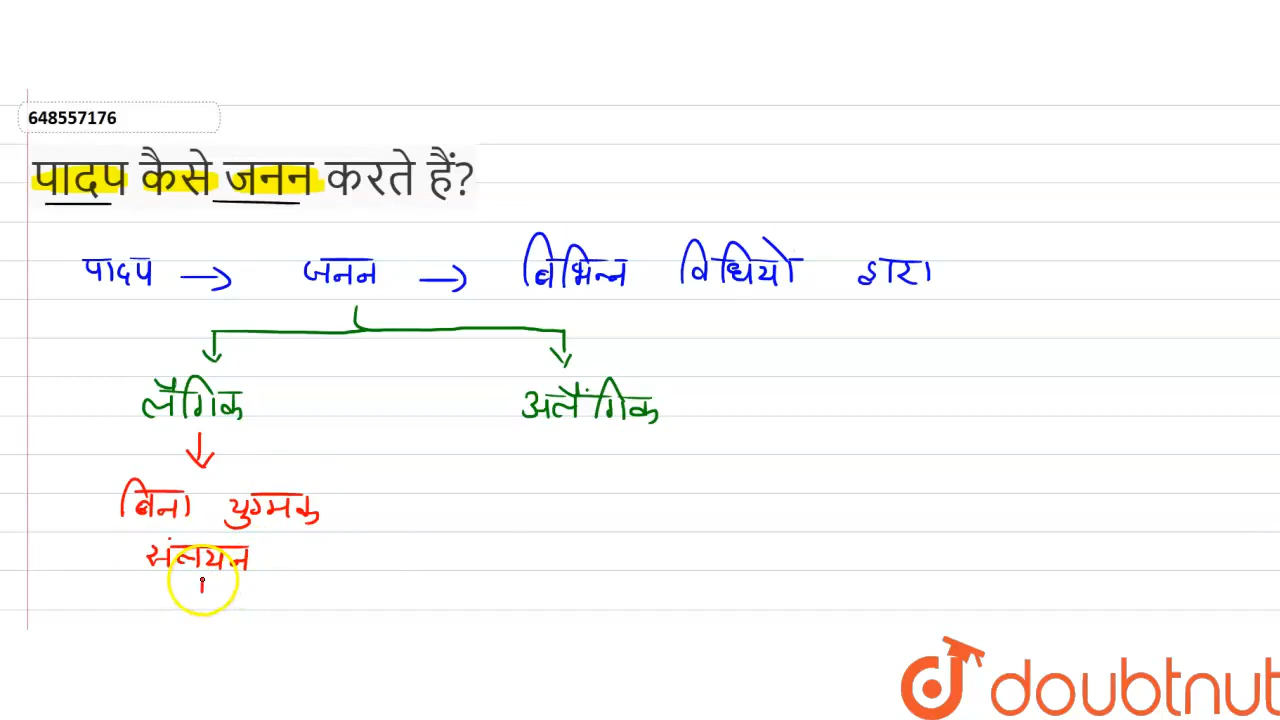 648557176
पादप कैसे जनन करते हैं?
पादप → जनन → विभिन्न विधियो द्वारा
लैगिक अलैंगिक
बिना युग्मक
संलयन
doubtnut